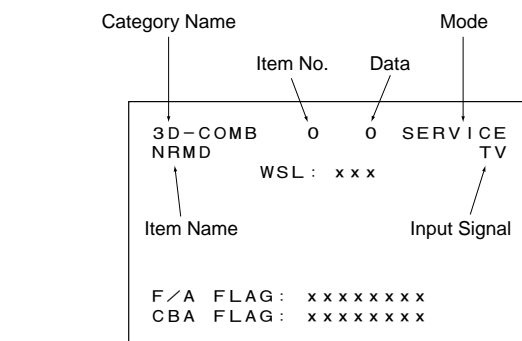 Category Name Mode
Item No. Data
3D-COMB 0 0 SERVICE
NRMD TV
WSL: xxx
Item Name Input Signal
F/A FLAG: xxxxxxxx
CBA FLAG: xxxxxxxx